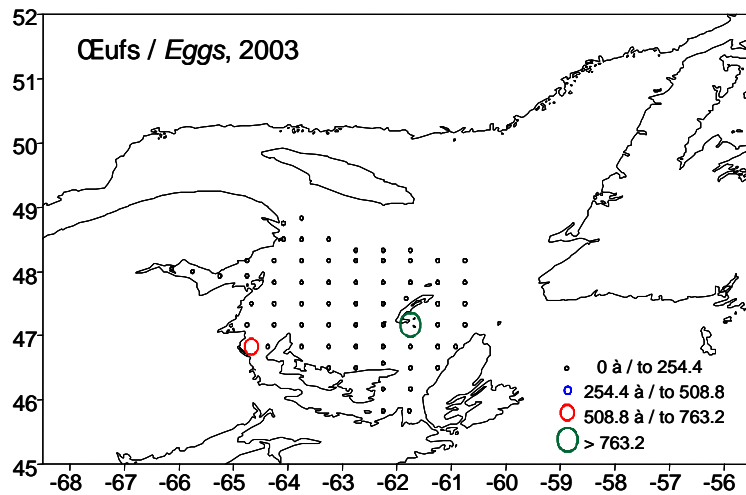 Œufs / Eggs, 2003
52
51
50
49
48
47
46
45
0 à / to 254.4
254.4 à / to 508.8
508.8 à / to 763.2
> 763.2
-68 -67 -66 -65 -64 -63 -62 -61 -60 -59 -58 -57 -56